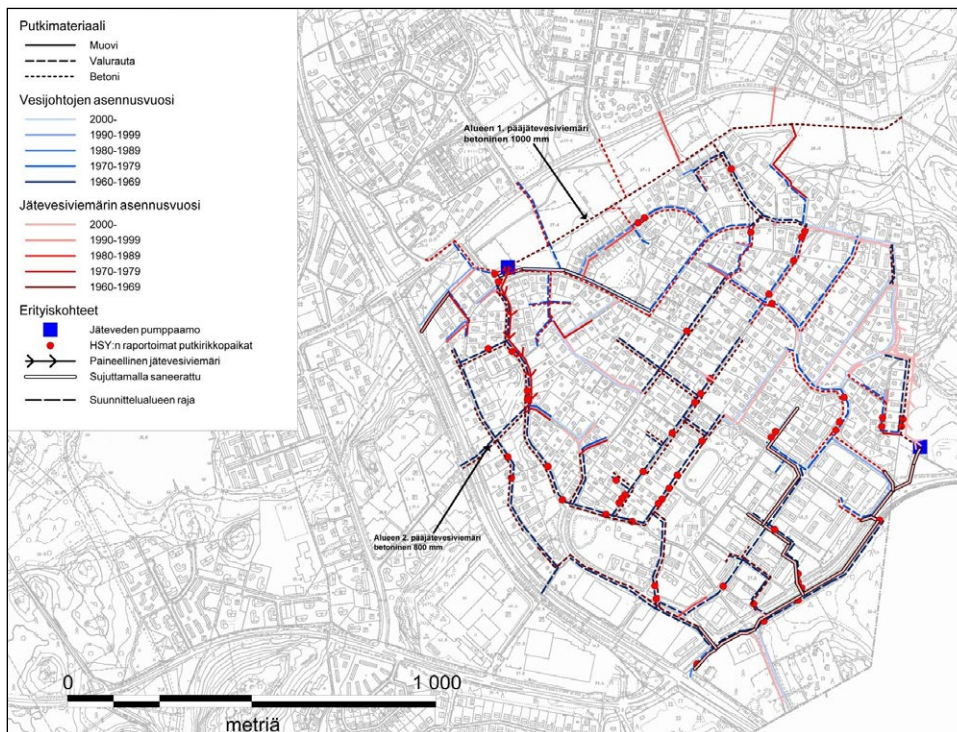 Putkimateriaali
Muovi
Valurauta
Betoni
Vesijohtojen asennusvuosi
2000-
1990-1999
1980-1989
1970-1979
1960-1969
Jätevesiviemärin asennusvuosi
2000-
1990-1999
1980-1989
1970-1979
1960-1969
Erityiskohteet
Jäteveden pumppaamo
HSY:n raportoimat putkirikkopaikat
Paineellinen jätevesiviemäri
Sujuttamalla saneerattu
Suunnittelualueen raja
Alueen 1. pääjätevesiviemäri
betoninen 1000 mm
Alueen 2. pääjätevesiviemäri
betoninen 800 mm
0 1 000
metriä